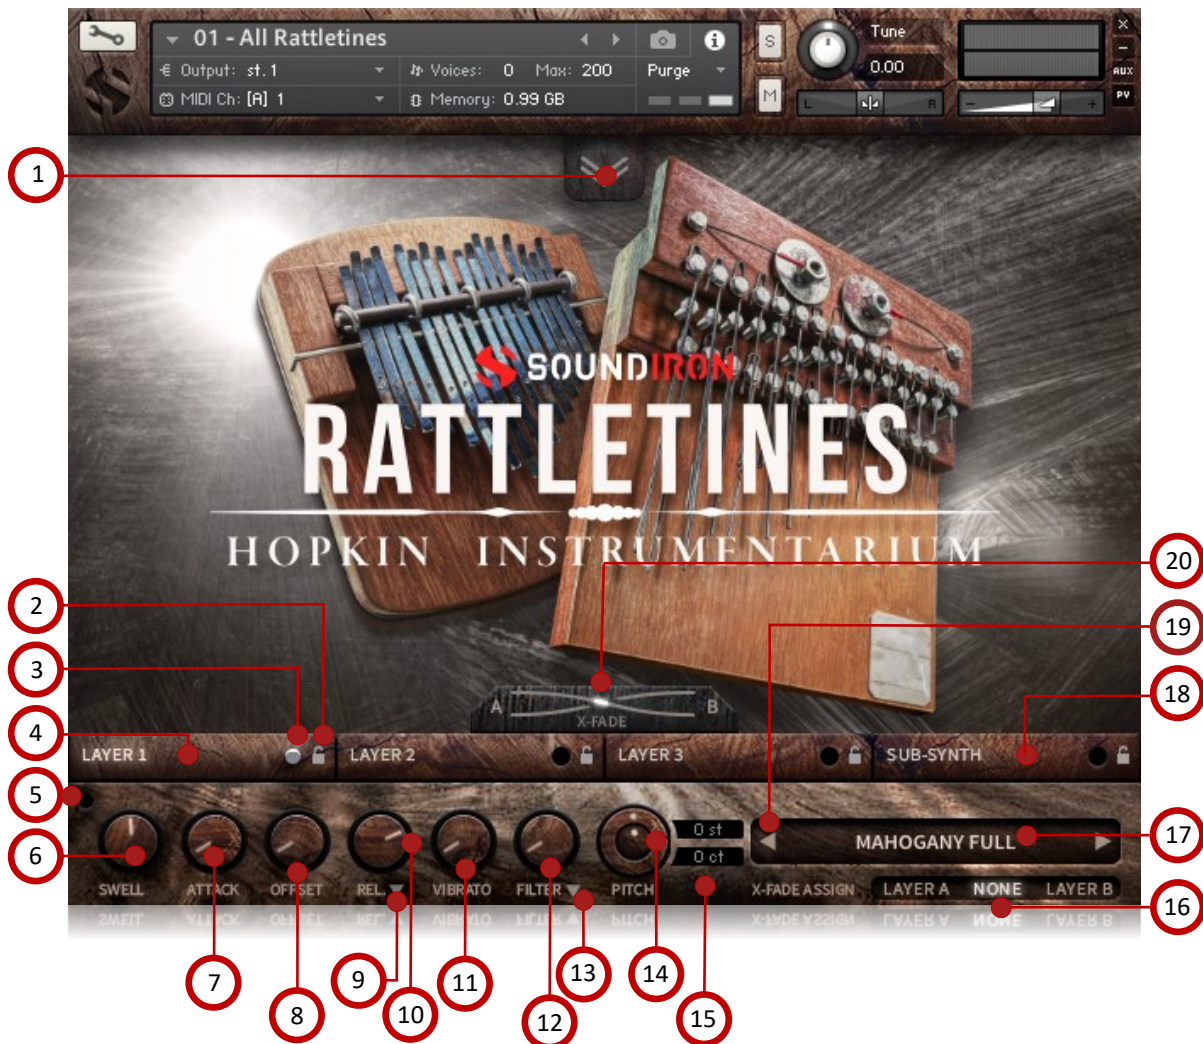 01 - All Rattletines
Output: st. 1
Voices: 0 Max: 200
Purge
MIDI Ch: [A] 1
Memory: 0.99 GB
S
M
Tune
0.00
L R
- +
X
-
AUX
PV
1
SOUNDIRON
RATTLETINES
HOPKIN INSTRUMENTARIUM
20
2
19
3
18
A B
X-FADE
4
LAYER 1
LAYER 2
LAYER 3
SUB-SYNTH
5
0 st
0 ct
6
MAHOGANY FULL
17
SWELL
ATTACK
OFFSET
REL.
VIBRATO
FILTER
PITCH
X-FADE ASSIGN
LAYER A NONE LAYER B
16
7
9
11
13
14
8
10
12
15